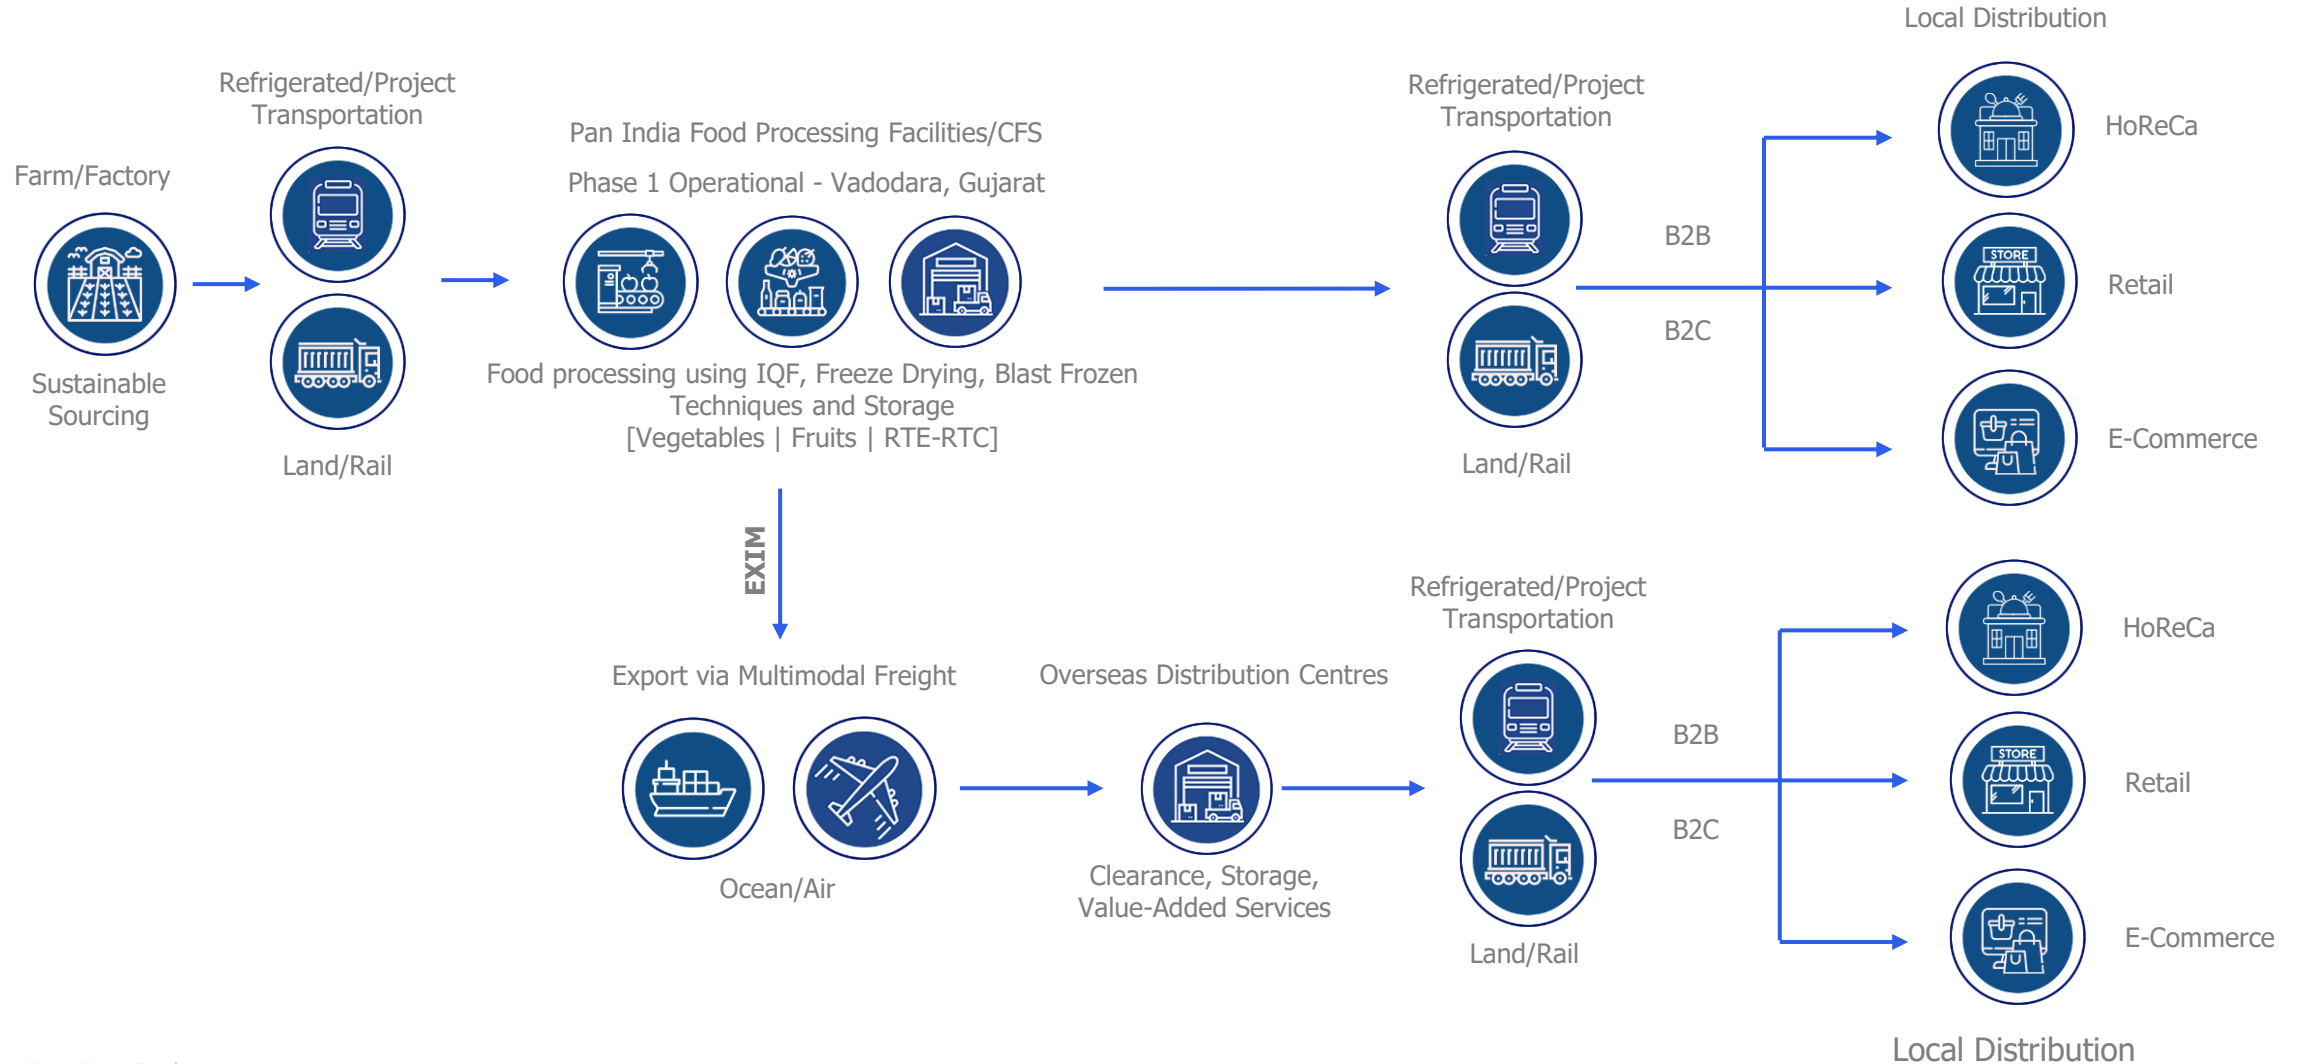 Local Distribution
Refrigerated/Project
Transportation
Refrigerated/Project
Transportation
HoReCa
Pan India Food Processing Facilities/CFS
Farm/Factory
Phase 1 Operational - Vadodara, Gujarat
B2B
STORE
Retail
B2C
Sustainable
Sourcing
Food processing using IQF, Freeze Drying, Blast Frozen
Techniques and Storage
[Vegetables | Fruits | RTE-RTC]
Land/Rail
Land/Rail
E-Commerce
EXIM
Refrigerated/Project
Transportation
HoReCa
Export via Multimodal Freight
Overseas Distribution Centres
B2B
STORE
Retail
B2C
Ocean/Air
Clearance, Storage,
Value-Added Services
Land/Rail
E-Commerce
Local Distribution